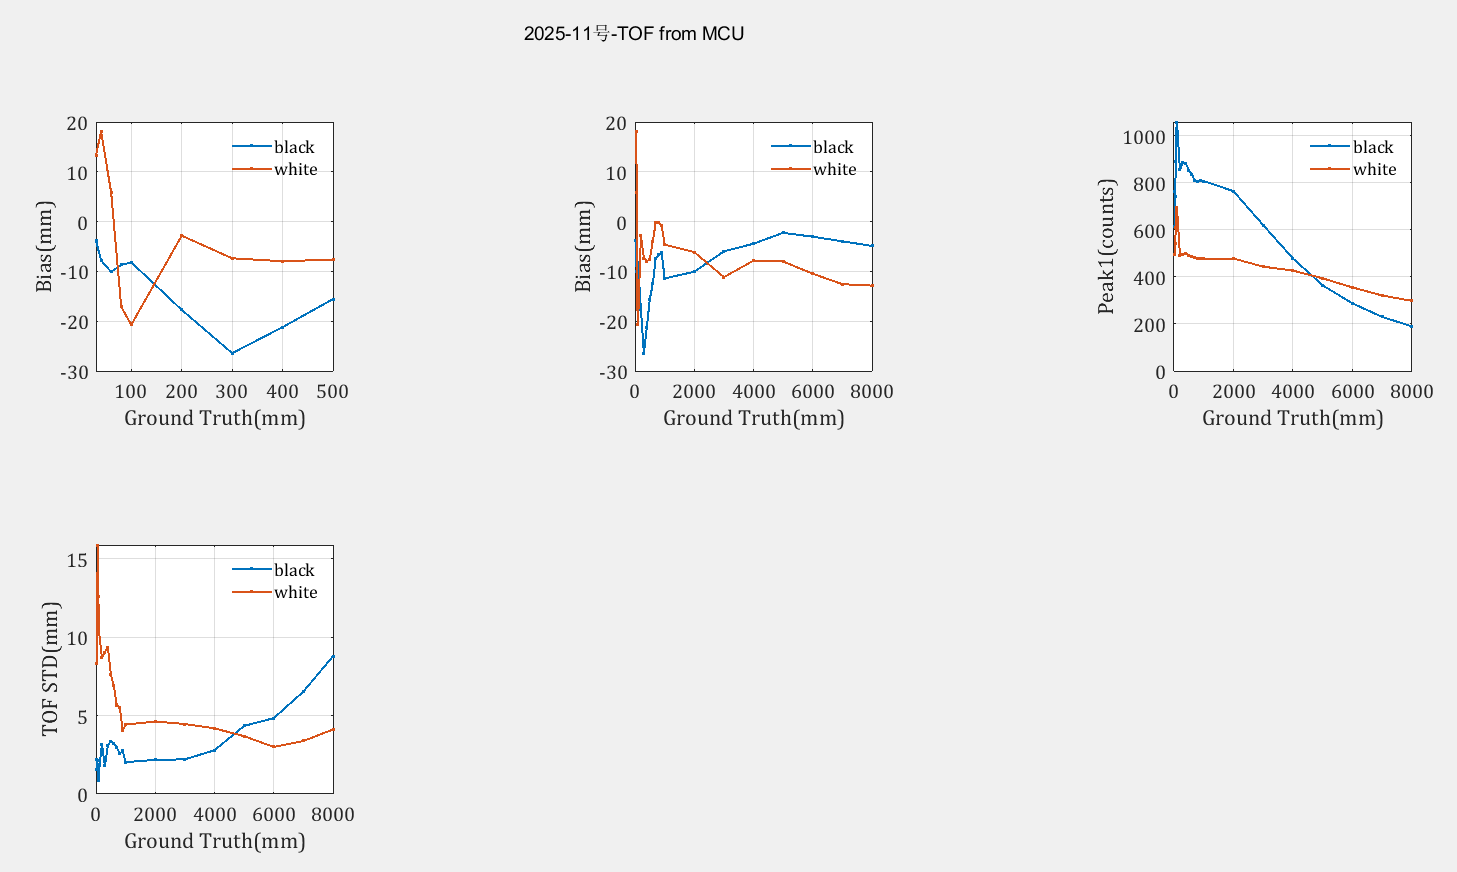 2025-11号-TOF from MCU
20
10
0
-10
-20
-30
100 200 300 400 500
Bias(mm)
Ground Truth(mm)
black
white
20
10
0
-10
-20
-30
0 2000 4000 6000 8000
Bias(mm)
Ground Truth(mm)
black
white
1000
800
600
400
200
0
0 2000 4000 6000 8000
Peak1(counts)
Ground Truth(mm)
black
white
15
10
5
0
0 2000 4000 6000 8000
TOF STD(mm)
Ground Truth(mm)
black
white